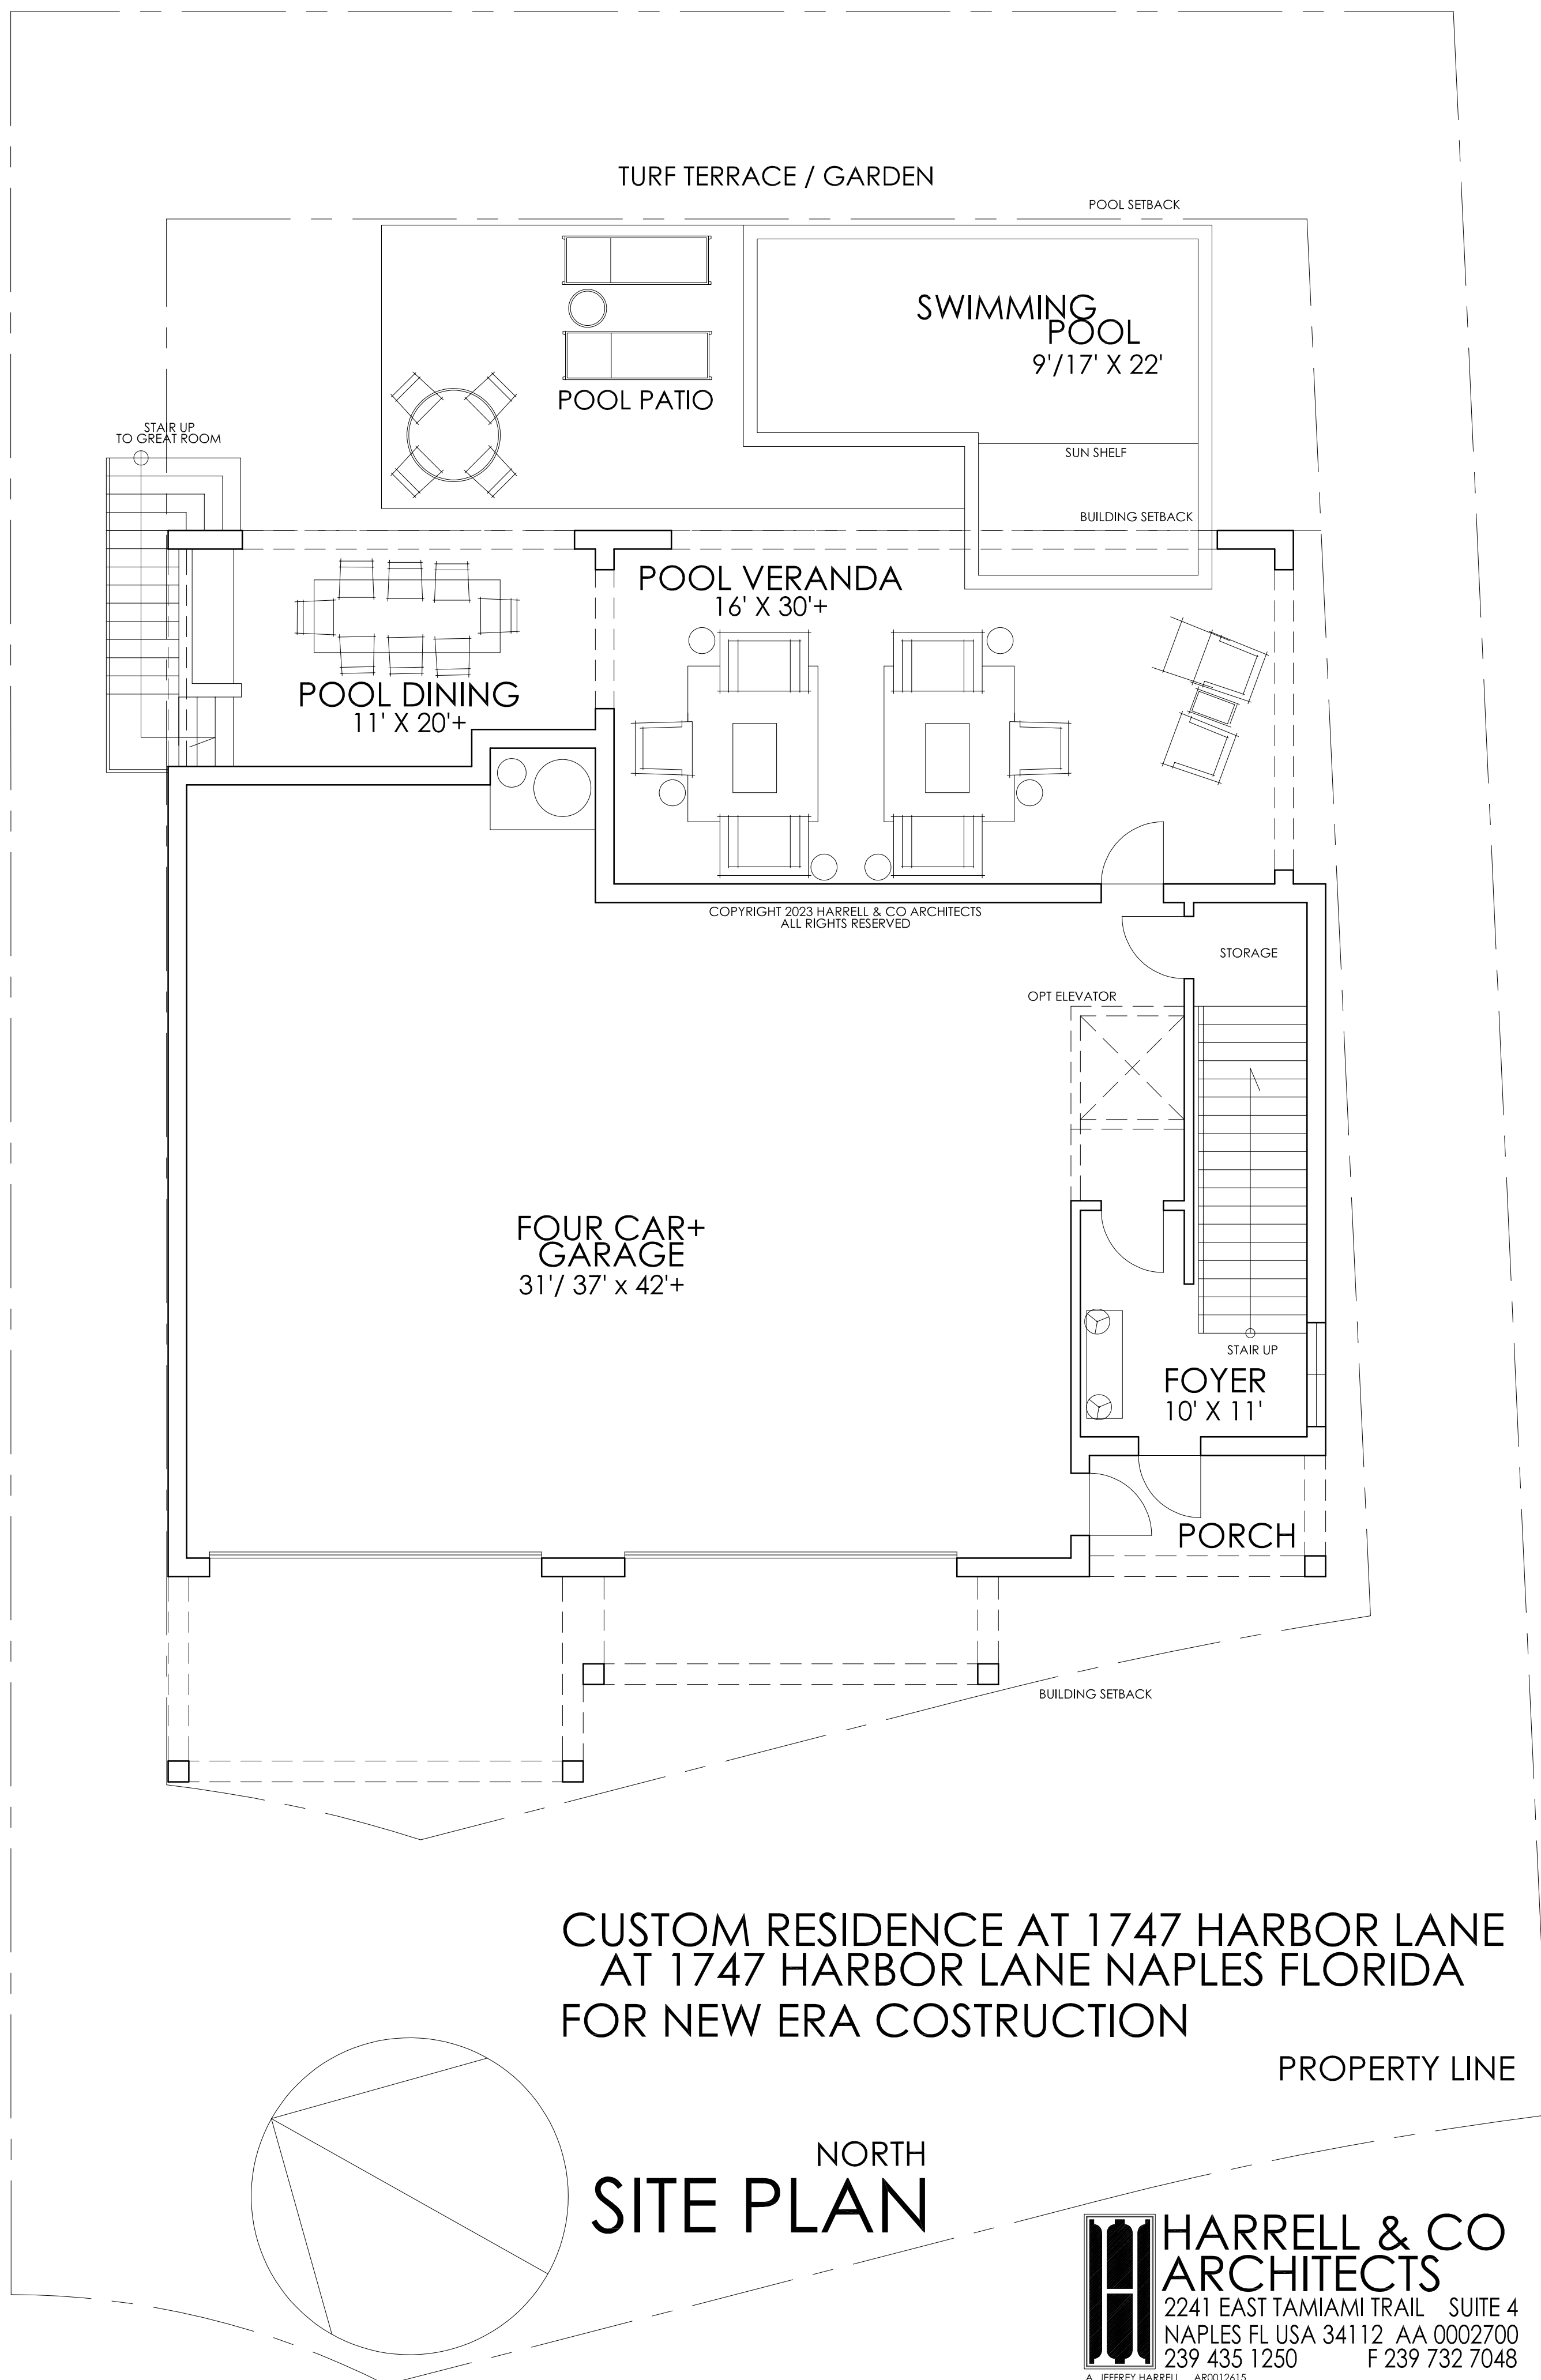 TURF TERRACE / GARDEN
POOL SETBACK
SWIMMING
POOL
9'/17' X 22'
POOL PATIO
STAIR UP
TO GREAT ROOM
SUN SHELF
BUILDING SETBACK
POOL VERANDA
16' X 30'+
POOL DINING
11' X 20'+
COPYRIGHT 2023 HARRELL & CO ARCHITECTS
ALL RIGHTS RESERVED
STORAGE
OPT ELEVATOR
FOUR CAR+
GARAGE
31'/ 37' x 42'+
STAIR UP
FOYER
10' X 11'
PORCH
BUILDING SETBACK
CUSTOM RESIDENCE AT 1747 HARBOR LANE
AT 1747 HARBOR LANE NAPLES FLORIDA
FOR NEW ERA COSTRUCTION
PROPERTY LINE
NORTH
SITE PLAN
HARRELL & CO
ARCHITECTS
2241 EAST TAMIAMI TRAIL SUITE 4
NAPLES FL USA 34112 AA 0002700
239 435 1250 F 239 732 7048
A. JEFFREY HARRELL AR0012615